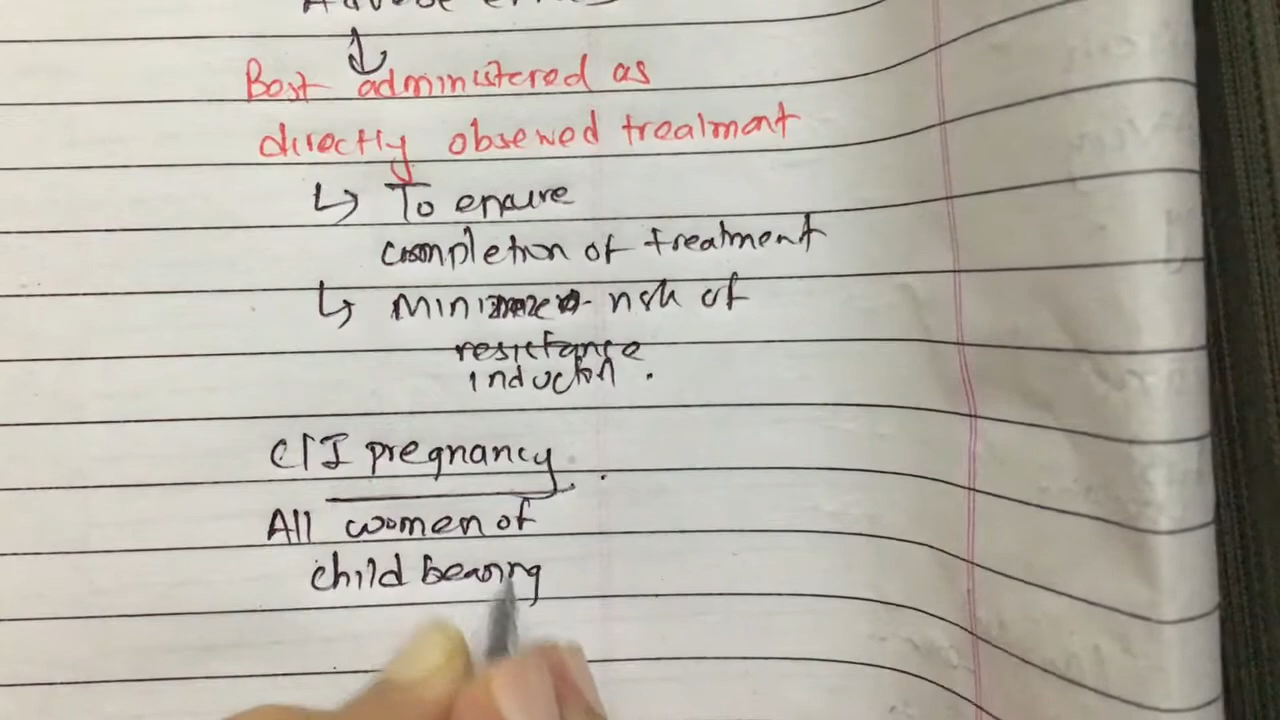 Best administered as
directly observed treatment
↳ To ensure
completion of treatment
↳ Minimize risk of
resistance
induction.
C/I pregnancy.
All women of
child bearing